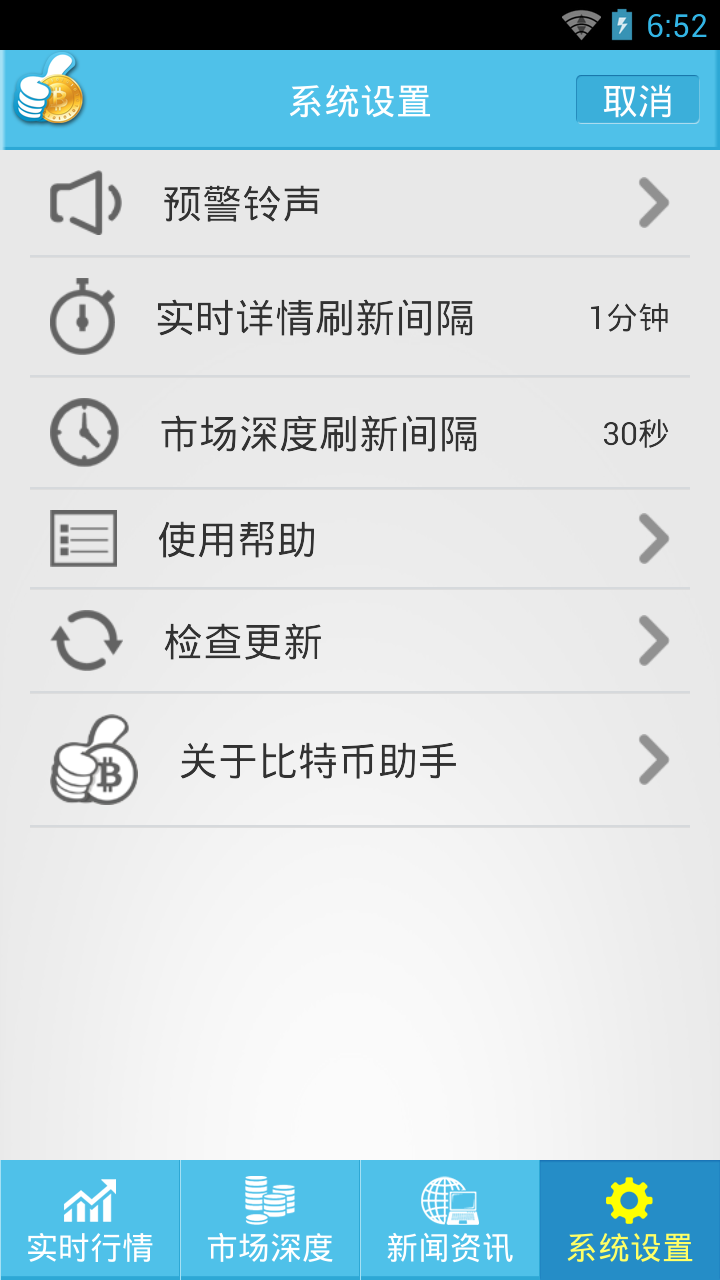 6:52
系统设置
取消
预警铃声
实时详情刷新间隔
1分钟
市场深度刷新间隔
30秒
使用帮助
检查更新
关于比特币助手
实时行情
市场深度
新闻资讯
系统设置